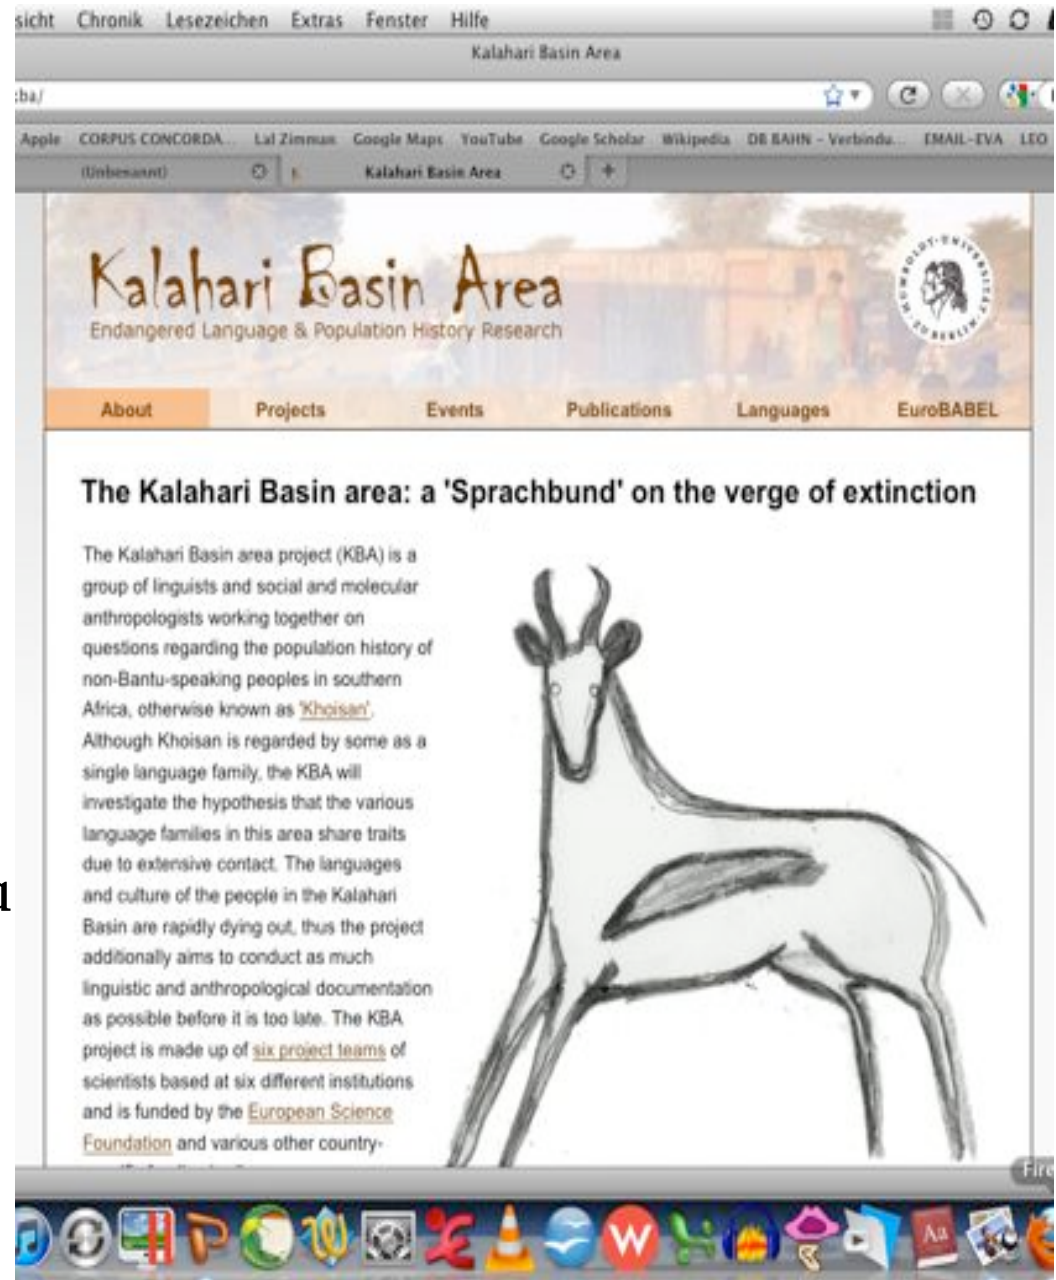 sicht Chronik Lesezeichen Extras Fenster Hilfe
Kalahari Basin Area
:ba/
Apple CORPUS CONCORDA... Lal Zimman Google Maps YouTube Google Scholar Wikipedia DB BAHN – Verbindu... EMAIL-EVA LEO
(Unbenannt) Kalahari Basin Area +
Kalahari Basin Area
Endangered Language & Population History Research
HUMBOLDT-UNIVERSITÄT ZU BERLIN
About Projects Events Publications Languages EuroBABEL
The Kalahari Basin area: a 'Sprachbund' on the verge of extinction
The Kalahari Basin area project (KBA) is a
group of linguists and social and molecular
anthropologists working together on
questions regarding the population history of
non-Bantu-speaking peoples in southern
Africa, otherwise known as 'Khoisan'.
Although Khoisan is regarded by some as a
single language family, the KBA will
investigate the hypothesis that the various
language families in this area share traits
due to extensive contact. The languages
and culture of the people in the Kalahari
Basin are rapidly dying out, thus the project
additionally aims to conduct as much
linguistic and anthropological documentation
as possible before it is too late. The KBA
project is made up of six project teams of
scientists based at six different institutions
and is funded by the European Science
Foundation and various other country-
Fire
Aa